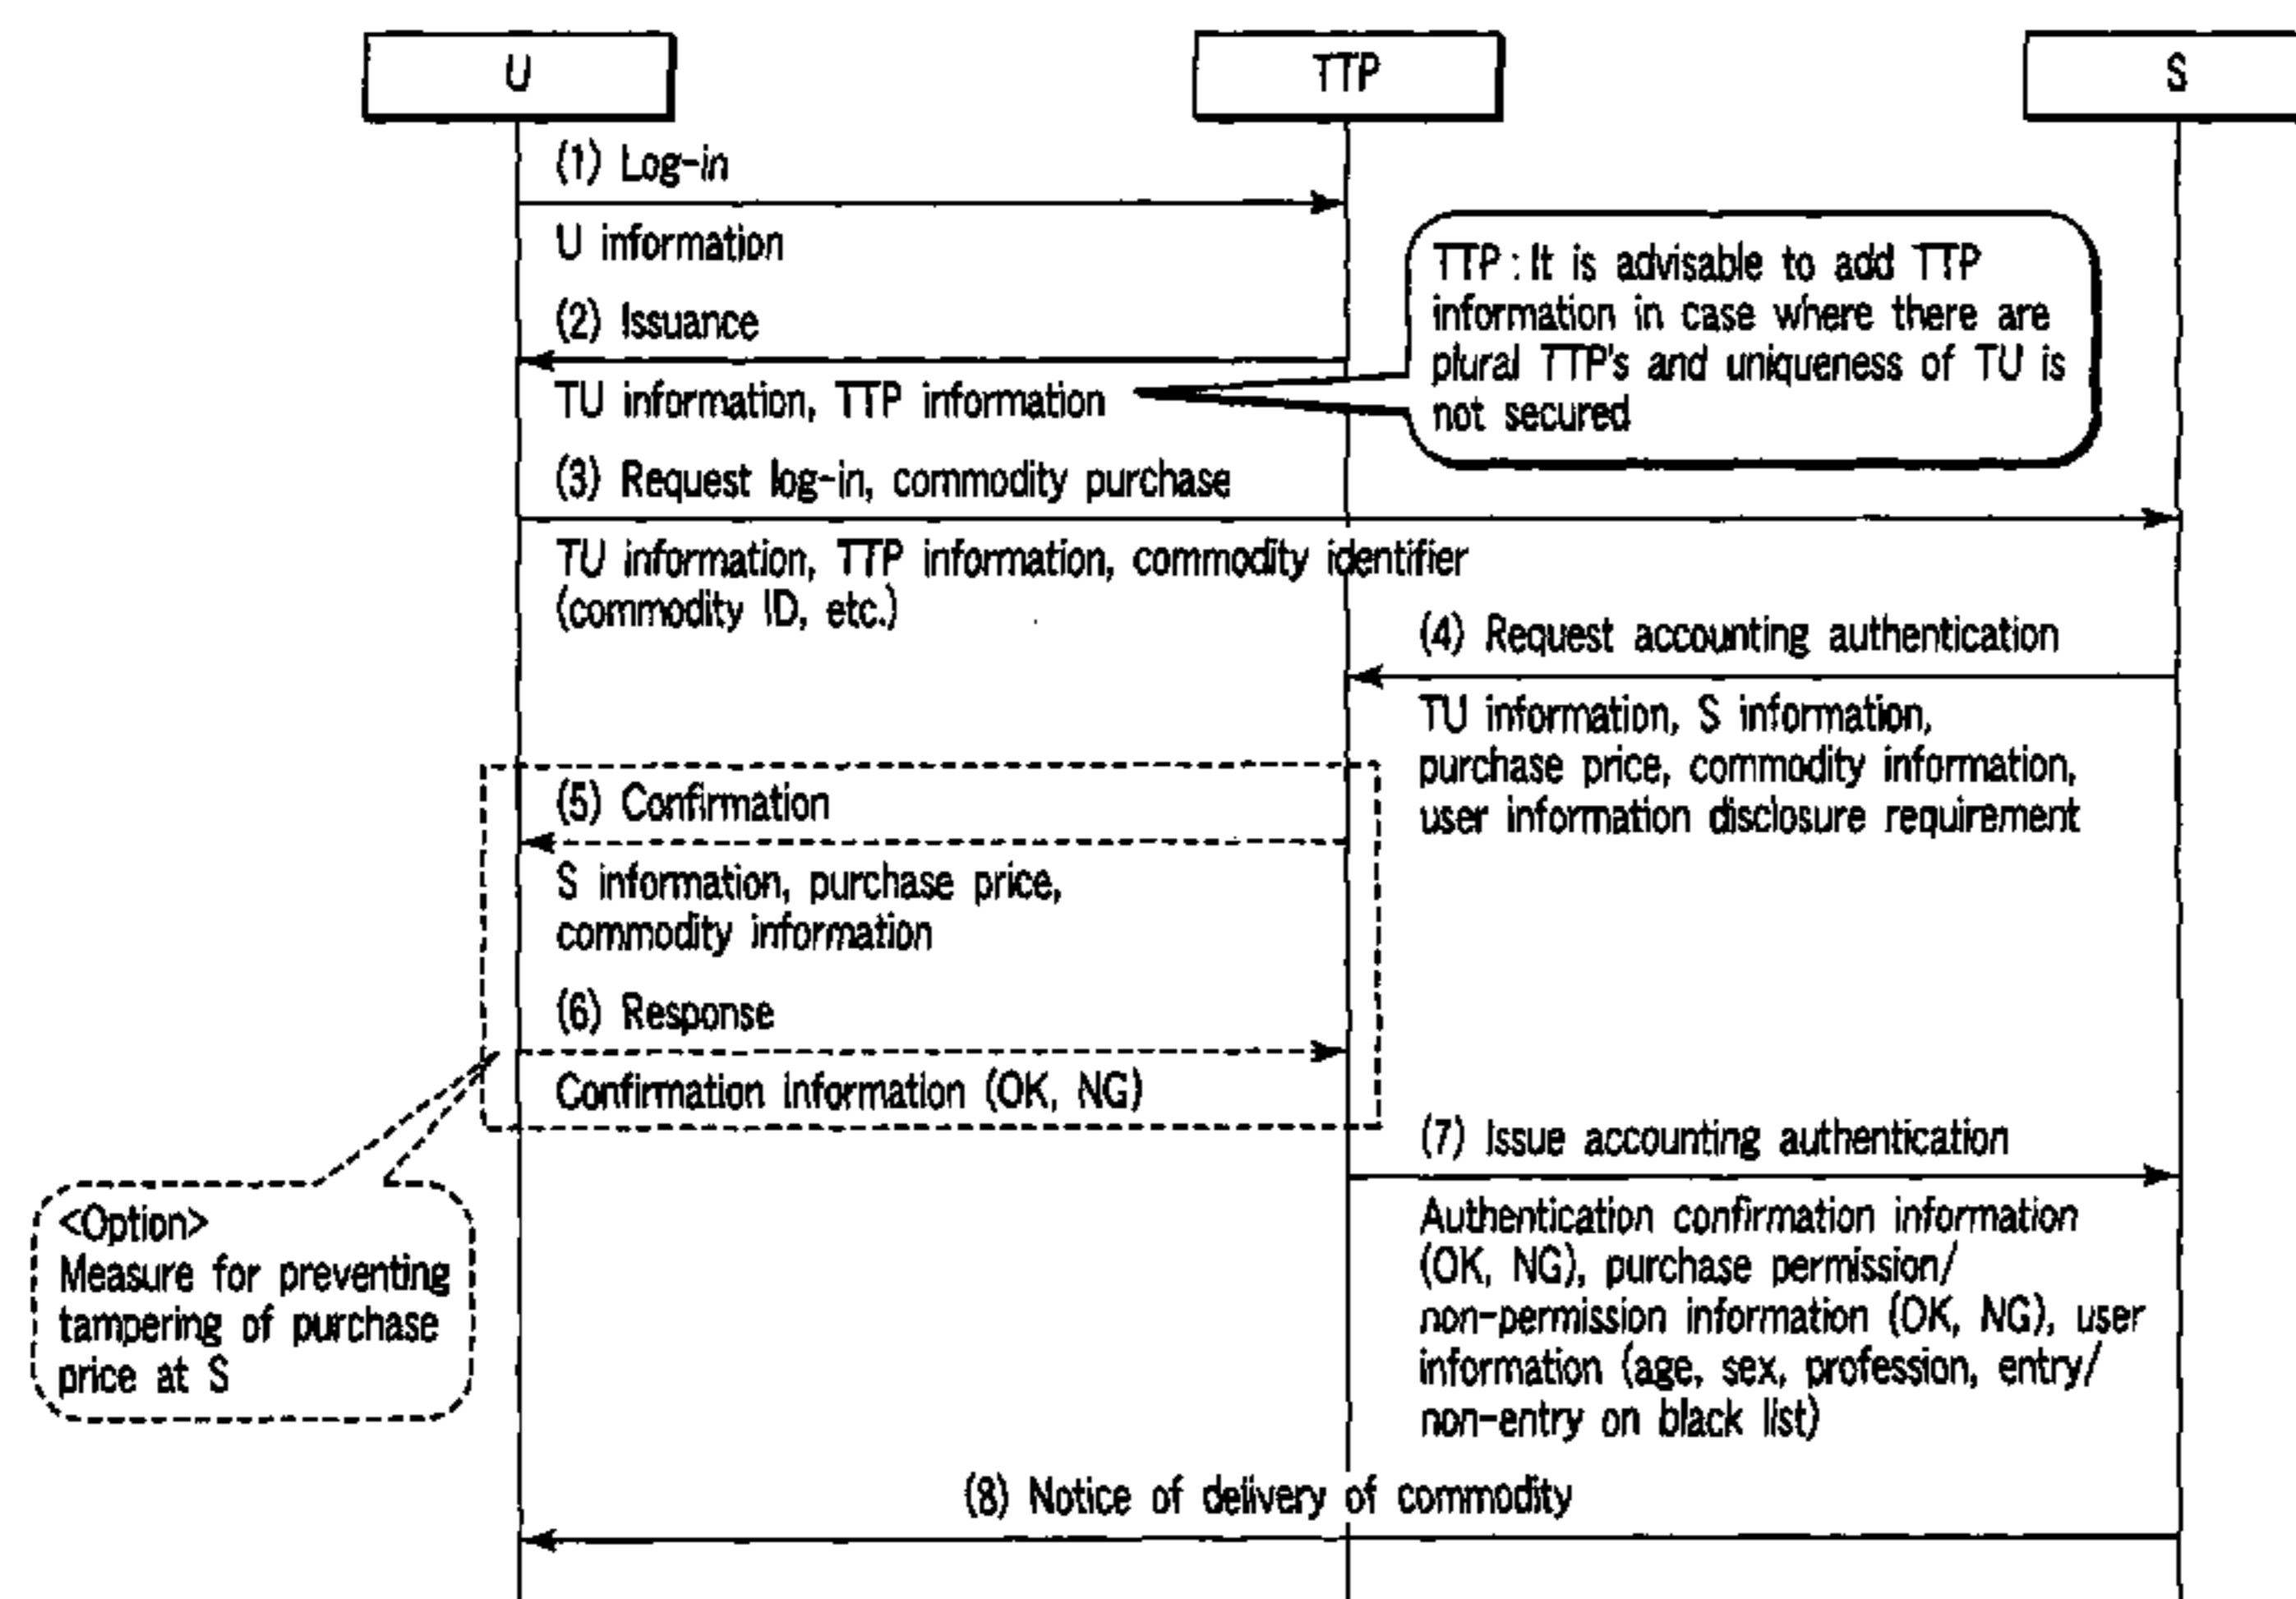 U
TTP
S
(1) Log-in
U information
(2) Issuance
TU information, TTP information
TTP : It is advisable to add TTP
information in case where there are
plural TTP's and uniqueness of TU is
not secured
(3) Request log-in, commodity purchase
TU information, TTP information, commodity identifier
(commodity ID, etc.)
(4) Request accounting authentication
TU information, S information,
purchase price, commodity information,
user information disclosure requirement
(5) Confirmation
S information, purchase price,
commodity information
(6) Response
Confirmation information (OK, NG)
<Option>
Measure for preventing
tampering of purchase
price at S
(7) Issue accounting authentication
Authentication confirmation information
(OK, NG), purchase permission/
non-permission information (OK, NG), user
information (age, sex, profession, entry/
non-entry on black list)
(8) Notice of delivery of commodity